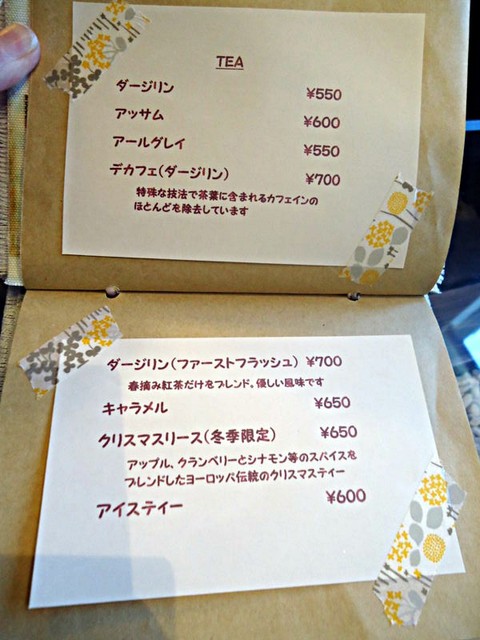 TEA
ダージリン ¥550
アッサム ¥600
アールグレイ ¥550
デカフェ(ダージリン) ¥700
特殊な技法で茶葉に含まれるカフェインの
ほとんどを除去しています
ダージリン(ファーストフラッシュ) ¥700
春摘み紅茶だけをブレンド。優しい風味です
キャラメル ¥650
クリスマスリース(冬季限定) ¥650
アップル、クランベリーとシナモン等のスパイスを
ブレンドしたヨーロッパ伝統のクリスマスティー
アイスティー ¥600